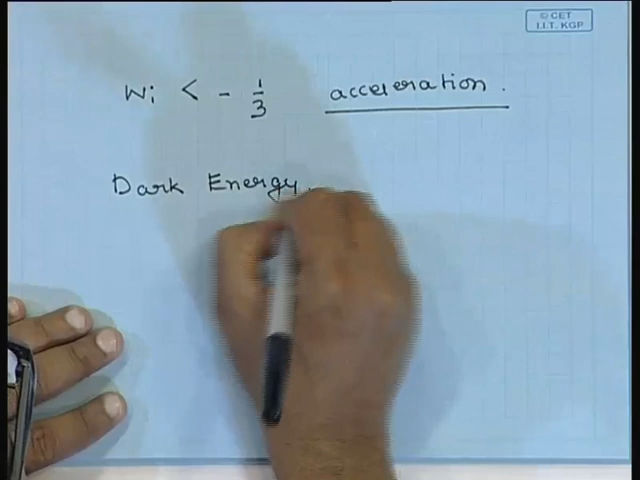 © CET
I.I.T. KGP
Wi < - 1/3 acceleration.
Dark Energy.